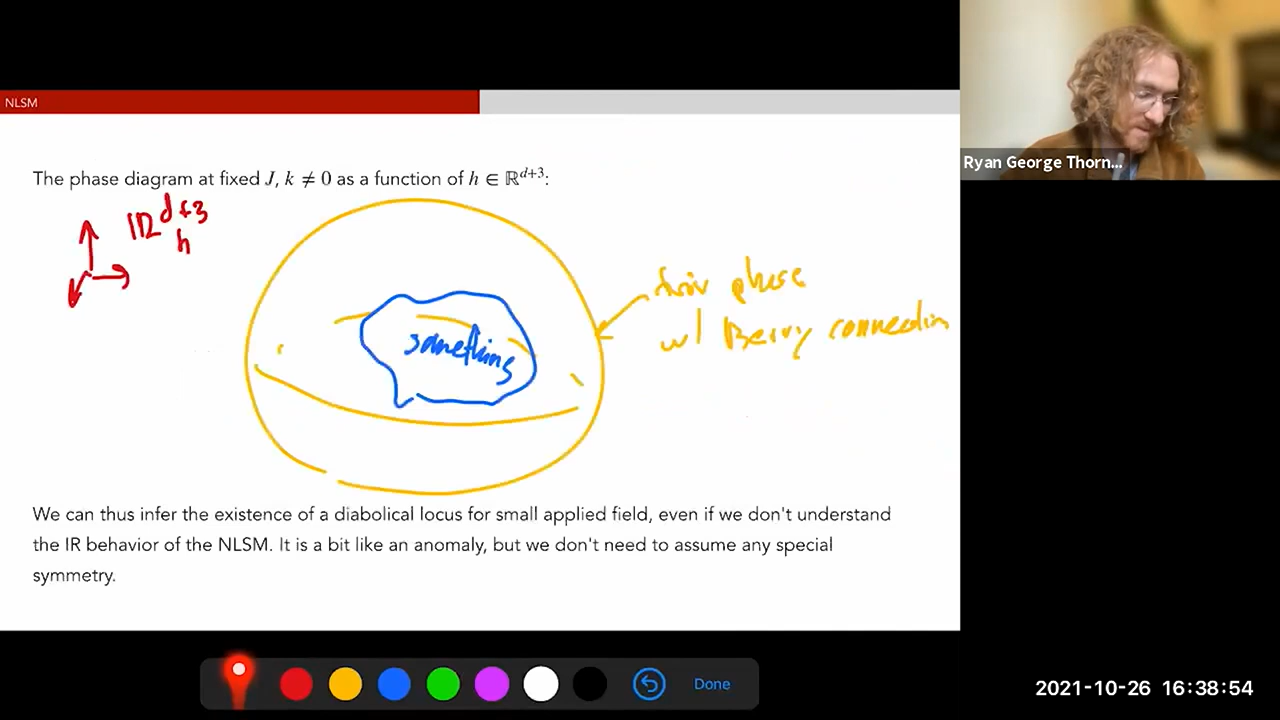 NLSM
The phase diagram at fixed J, k ≠ 0 as a function of h ∈ ℝ^{d+3}:
ℝ^{d+3}
h
something
triv phase
w/ Berry connection
We can thus infer the existence of a diabolical locus for small applied field, even if we don't understand
the IR behavior of the NLSM. It is a bit like an anomaly, but we don't need to assume any special
symmetry.
Ryan George Thorn...
Done
2021-10-26 16:38:54